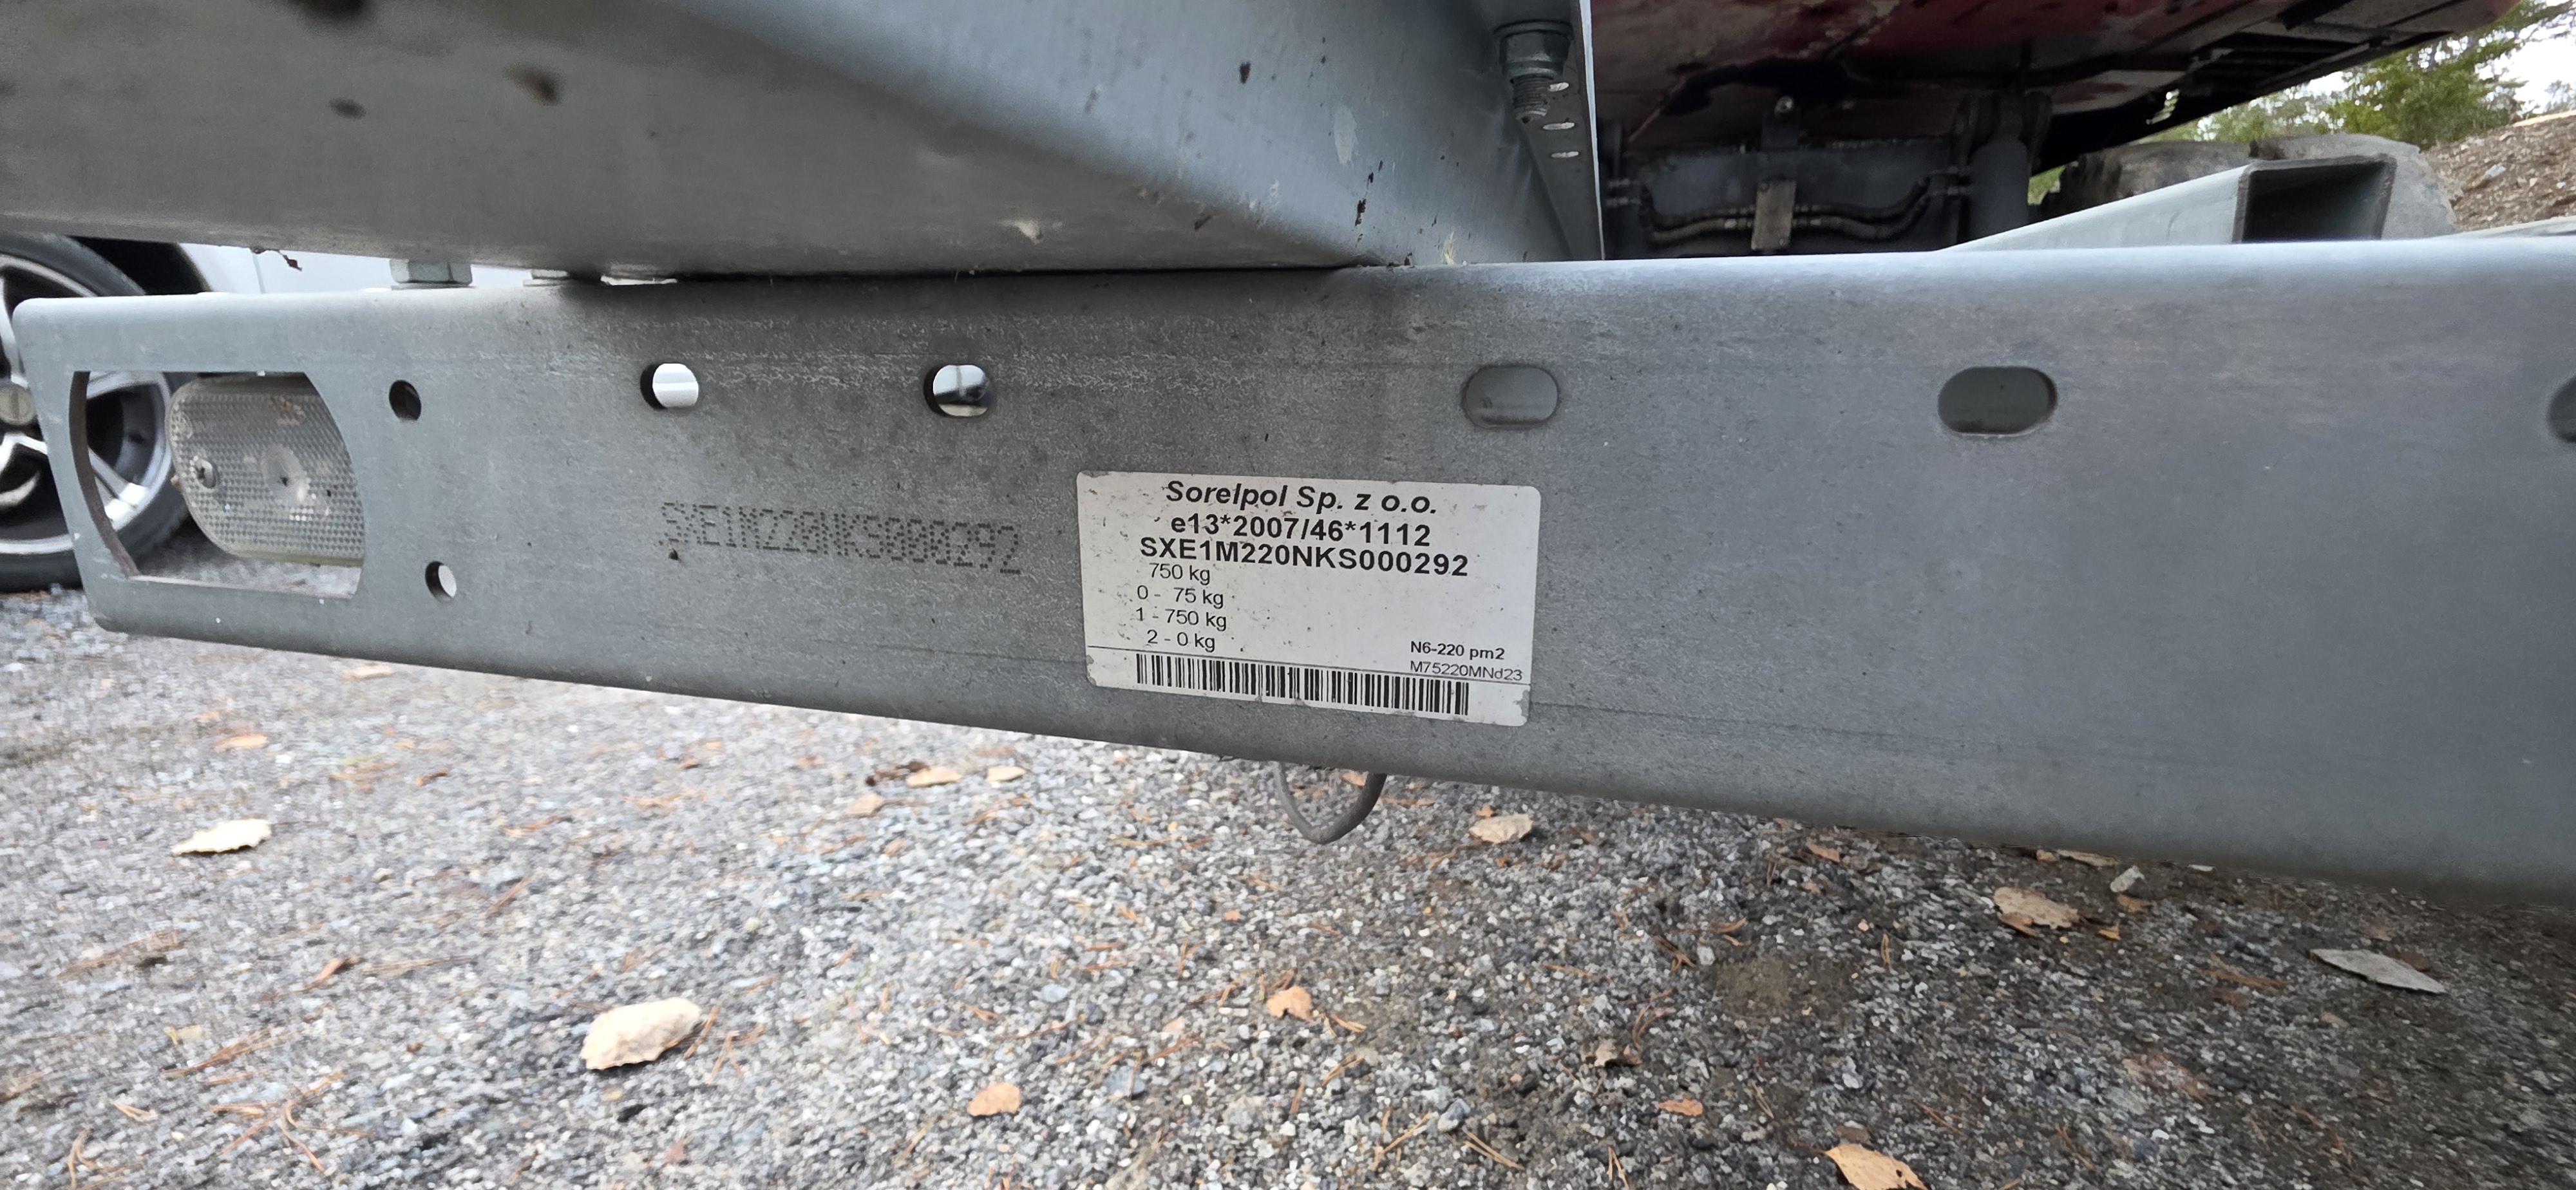 SXE1M220NKS000292
Sorelpol Sp. z o.o.
e13*2007/46*1112
SXE1M220NKS000292
750 kg
0 - 75 kg
1 - 750 kg
2 - 0 kg
N6-220 pm2
M75220MNd23